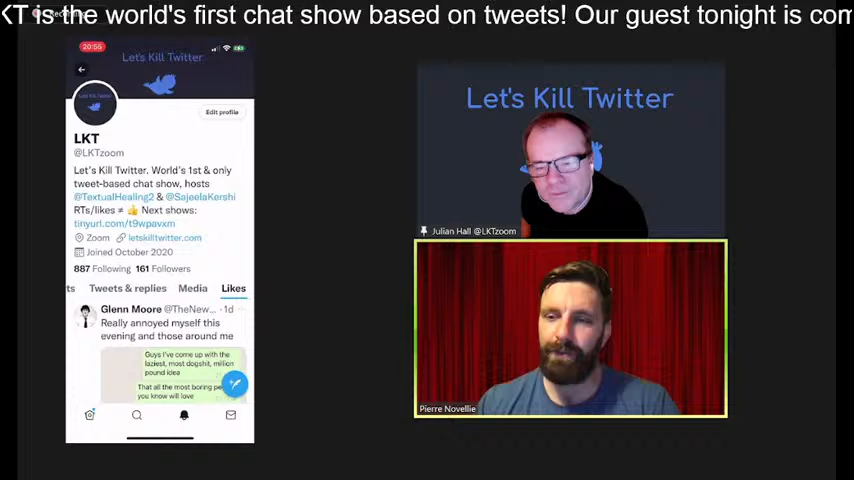 KT is the world's first chat show based on tweets! Our guest tonight is com
20:55
Let's Kill Twitter
Edit profile
LKT
@LKTzoom
Let's Kill Twitter. World's 1st & only
tweet-based chat show, hosts
@TextualHealing2 & @SajeelaKershi
RTs/likes ≠ 👍 Next shows:
tinyurl.com/t9wpavxm
Zoom letskilltwitter.com
Joined October 2020
887 Following 161 Followers
ts Tweets & replies Media Likes
Glenn Moore @TheNew... · 1d
Really annoyed myself this
evening and those around me
Guys I've come up with the
laziest, most dogshit, million
pound idea
That all the most boring pe
you know will love
Let's Kill Twitter
Julian Hall @LKTzoom
Pierre Novellie